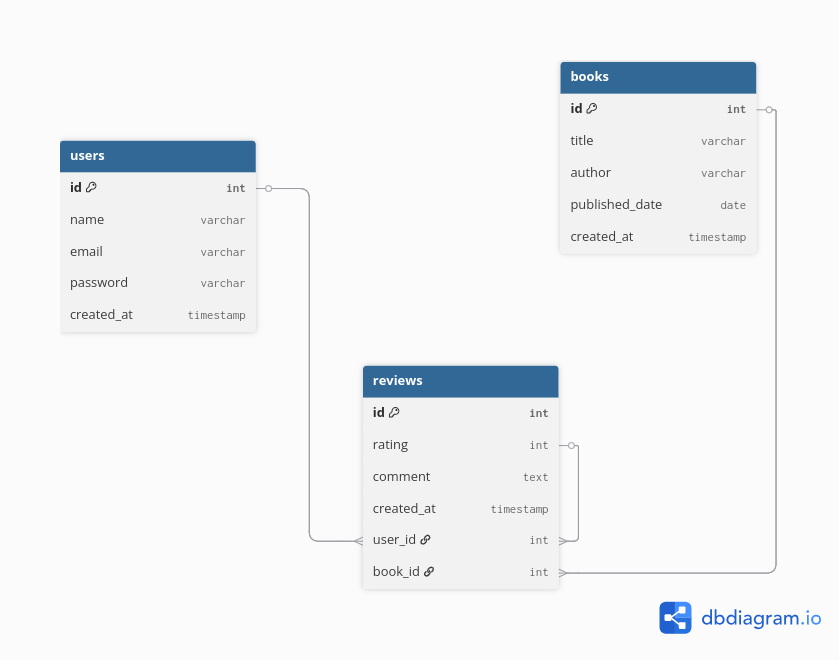 users
id int
name varchar
email varchar
password varchar
created_at timestamp
books
id int
title varchar
author varchar
published_date date
created_at timestamp
reviews
id int
rating int
comment text
created_at timestamp
user_id int
book_id int
dbdiagram.io